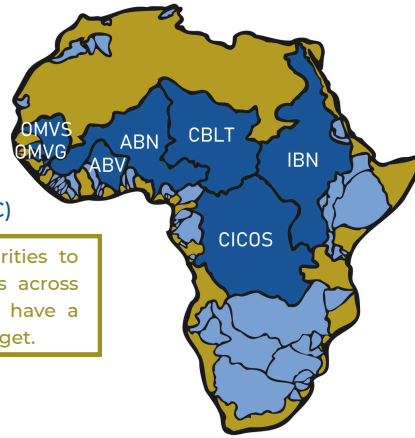 OMVS
OMVG
ABN
ABV
CBLT
IBN
CICOS
C)
rities to
s across
have a
get.